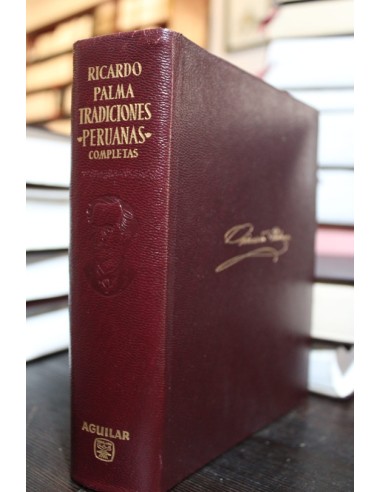 RICARDO
PALMA
TRADICIONES
PERUANAS
COMPLETAS
AGUILAR